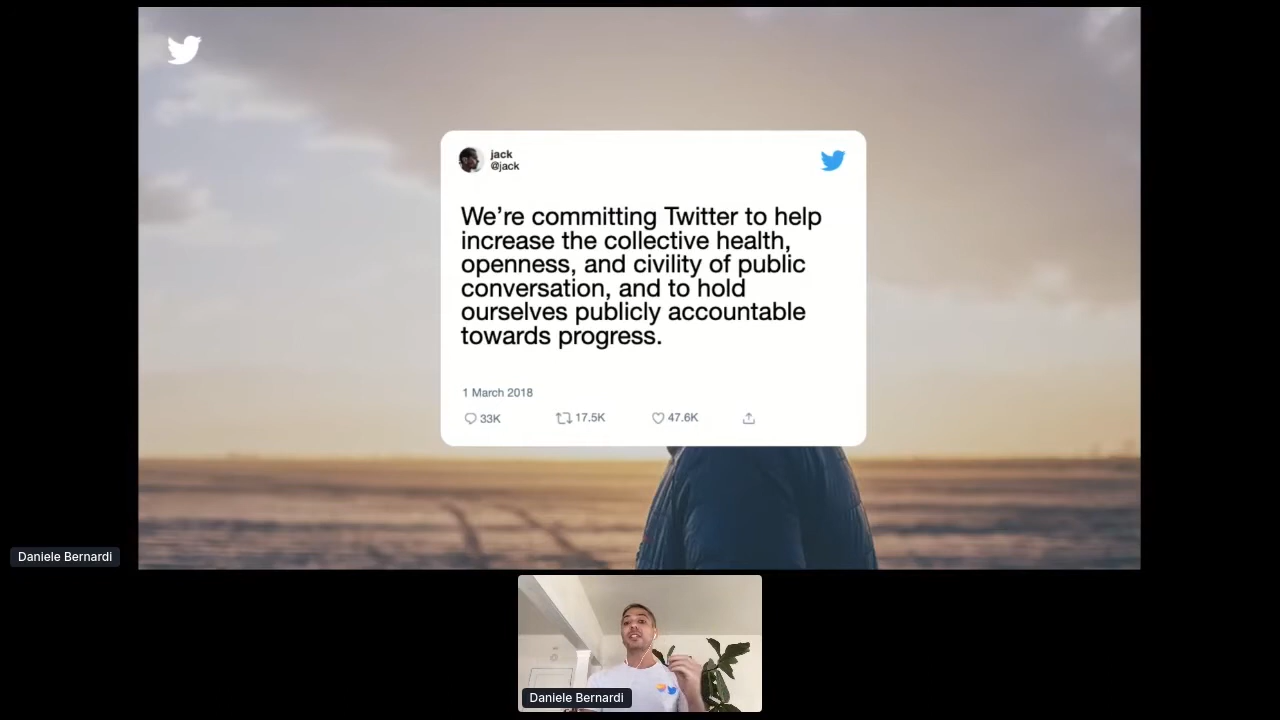 jack
@jack
We're committing Twitter to help
increase the collective health,
openness, and civility of public
conversation, and to hold
ourselves publicly accountable
towards progress.
1 March 2018
33K 17.5K 47.6K
Daniele Bernardi
Daniele Bernardi